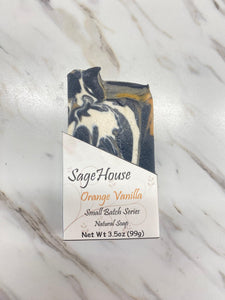 SageHouse
Orange Vanilla
Small Batch Series
Natural Soap
Net Wt 3.5oz (99g)